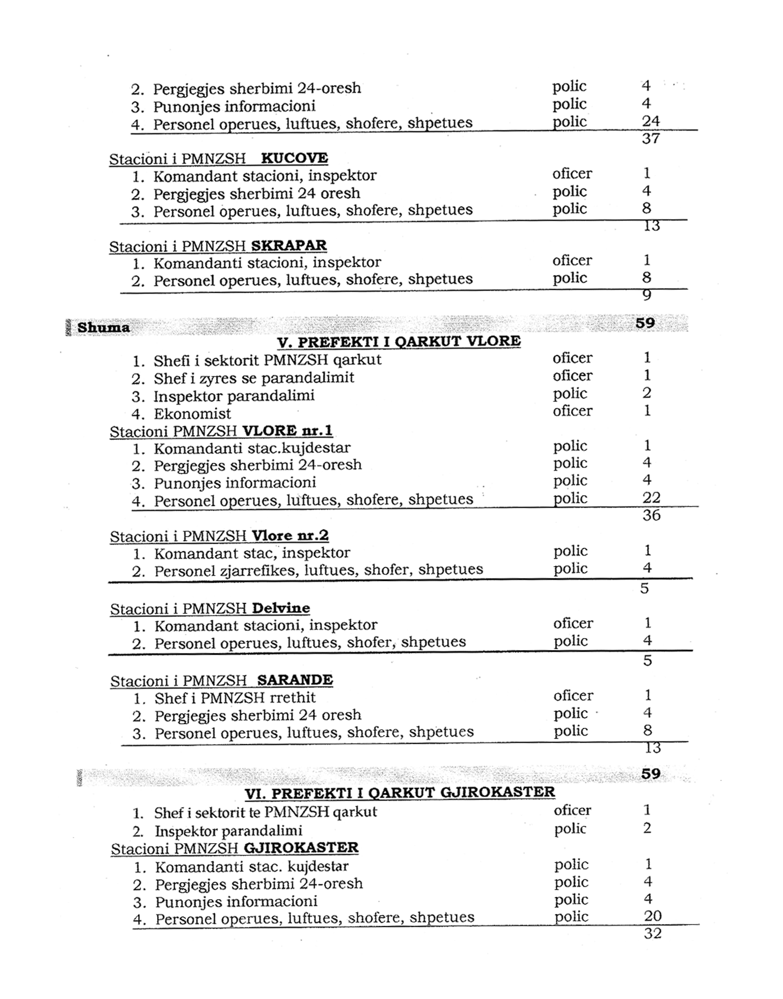 2. Pergjegjes sherbimi 24-oresh polic 4
3. Punonjes informacioni polic 4
4. Personel operues, luftues, shofere, shpetues polic 24
37
Stacioni i PMNZSH KUCOVE
1. Komandant stacioni, inspektor oficer 1
2. Pergjegjes sherbimi 24 oresh polic 4
3. Personel operues, luftues, shofere, shpetues polic 8
13
Stacioni i PMNZSH SKRAPAR
1. Komandanti stacioni, inspektor oficer 1
2. Personel operues, luftues, shofere, shpetues polic 8
9
Shuma 59
V. PREFEKTI I QARKUT VLORE
1. Shefi i sektorit PMNZSH qarkut oficer 1
2. Shef i zyres se parandalimit oficer 1
3. Inspektor parandalimi polic 2
4. Ekonomist oficer 1
Stacioni PMNZSH VLORE nr.1
1. Komandanti stac.kujdestar polic 1
2. Pergjegjes sherbimi 24-oresh polic 4
3. Punonjes informacioni polic 4
4. Personel operues, luftues, shofere, shpetues polic 22
36
Stacioni i PMNZSH Vlore nr.2
1. Komandant stac, inspektor polic 1
2. Personel zjarrefikes, luftues, shofer, shpetues polic 4
5
Stacioni i PMNZSH Delvine
1. Komandant stacioni, inspektor oficer 1
2. Personel operues, luftues, shofer, shpetues polic 4
5
Stacioni i PMNZSH SARANDE
1. Shef i PMNZSH rrethit oficer 1
2. Pergjegjes sherbimi 24 oresh polic 4
3. Personel operues, luftues, shofere, shpetues polic 8
13
59
VI. PREFEKTI I QARKUT GJIROKASTER
1. Shef i sektorit te PMNZSH qarkut oficer 1
2. Inspektor parandalimi polic 2
Stacioni PMNZSH GJIROKASTER
1. Komandanti stac. kujdestar polic 1
2. Pergjegjes sherbimi 24-oresh polic 4
3. Punonjes informacioni polic 4
4. Personel operues, luftues, shofere, shpetues polic 20
32